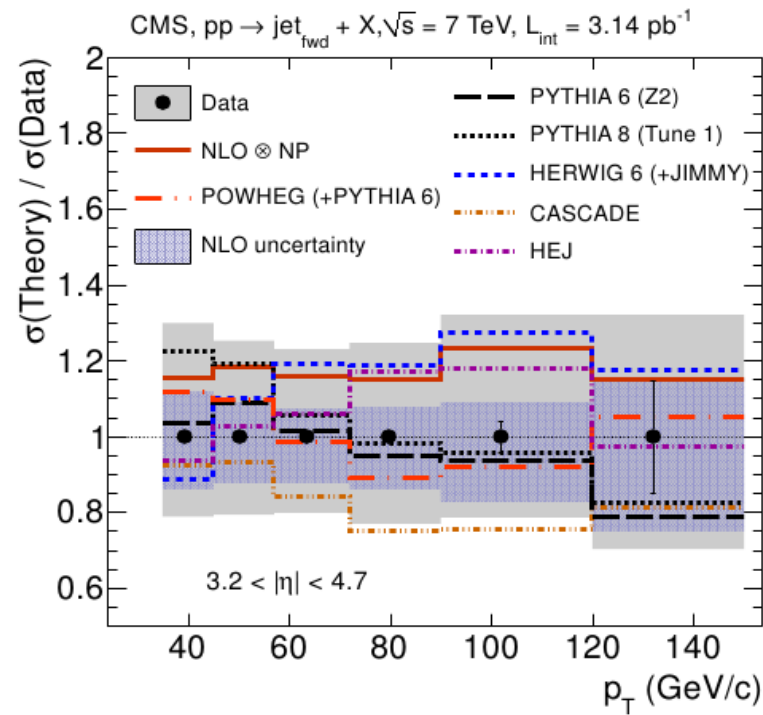 CMS, pp → jet_fwd + X,√s = 7 TeV, L_int = 3.14 pb⁻¹
σ(Theory) / σ(Data)
2
1.8
1.6
1.4
1.2
1
0.8
0.6
Data
NLO ⊗ NP
POWHEG (+PYTHIA 6)
NLO uncertainty
PYTHIA 6 (Z2)
PYTHIA 8 (Tune 1)
HERWIG 6 (+JIMMY)
CASCADE
HEJ
3.2 < |η| < 4.7
40 60 80 100 120 140
p_T (GeV/c)